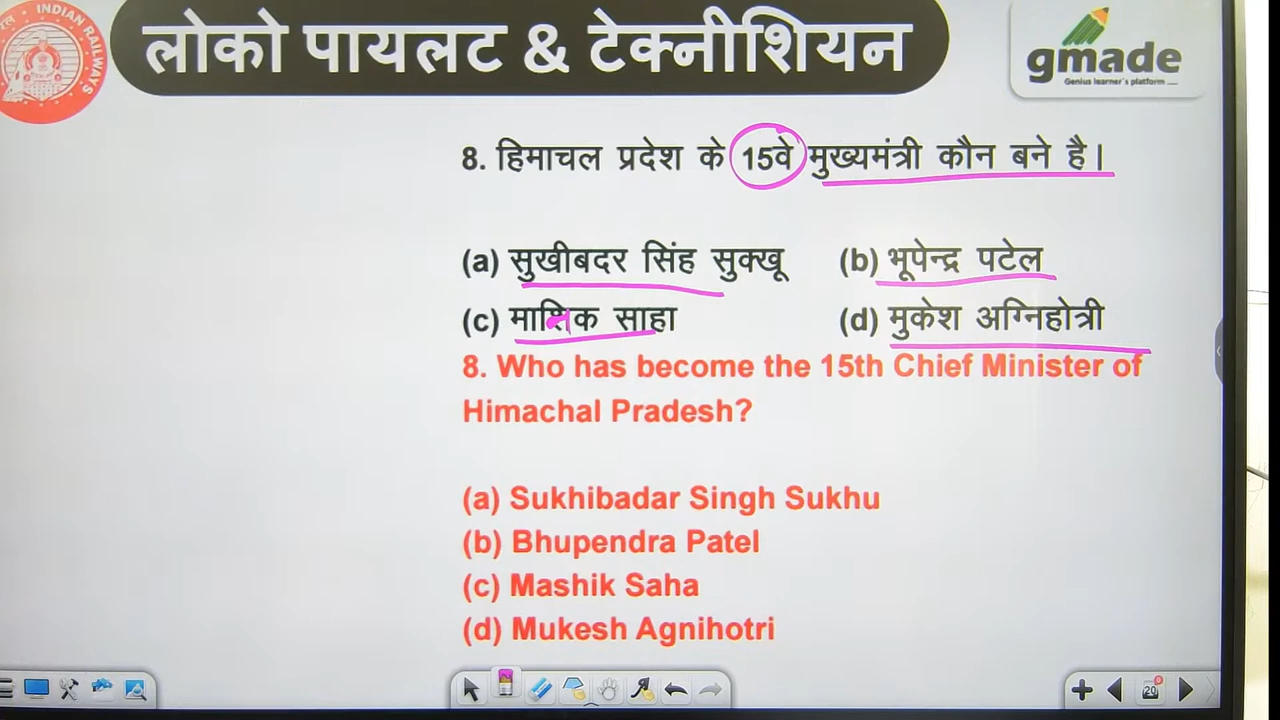 INDIAN RAILWAYS
लोको पायलट & टेक्नीशियन
gmade
Genius learner's platform
8. हिमाचल प्रदेश के 15वे मुख्यमंत्री कौन बने है।
(a) सुखीबदर सिंह सुक्खू (b) भूपेन्द्र पटेल
(c) माशिक साहा (d) मुकेश अग्निहोत्री
8. Who has become the 15th Chief Minister of
Himachal Pradesh?
(a) Sukhibadar Singh Sukhu
(b) Bhupendra Patel
(c) Mashik Saha
(d) Mukesh Agnihotri
20